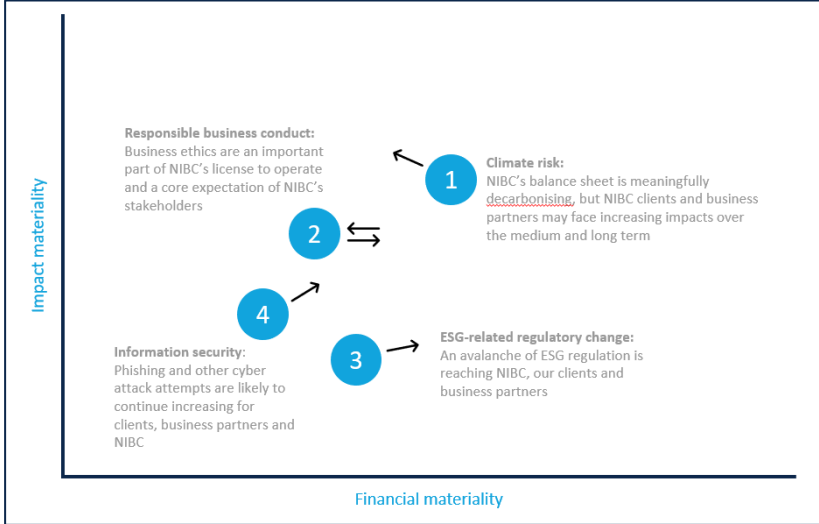 Impact materiality
Responsible business conduct:
Business ethics are an important
part of NIBC's license to operate
and a core expectation of NIBC's
stakeholders
1
Climate risk:
NIBC's balance sheet is meaningfully
decarbonising, but NIBC clients and business
partners may face increasing impacts over
the medium and long term
2
4
Information security:
Phishing and other cyber
attack attempts are likely to
continue increasing for
clients, business partners and
NIBC
3
ESG-related regulatory change:
An avalanche of ESG regulation is
reaching NIBC, our clients and
business partners
Financial materiality